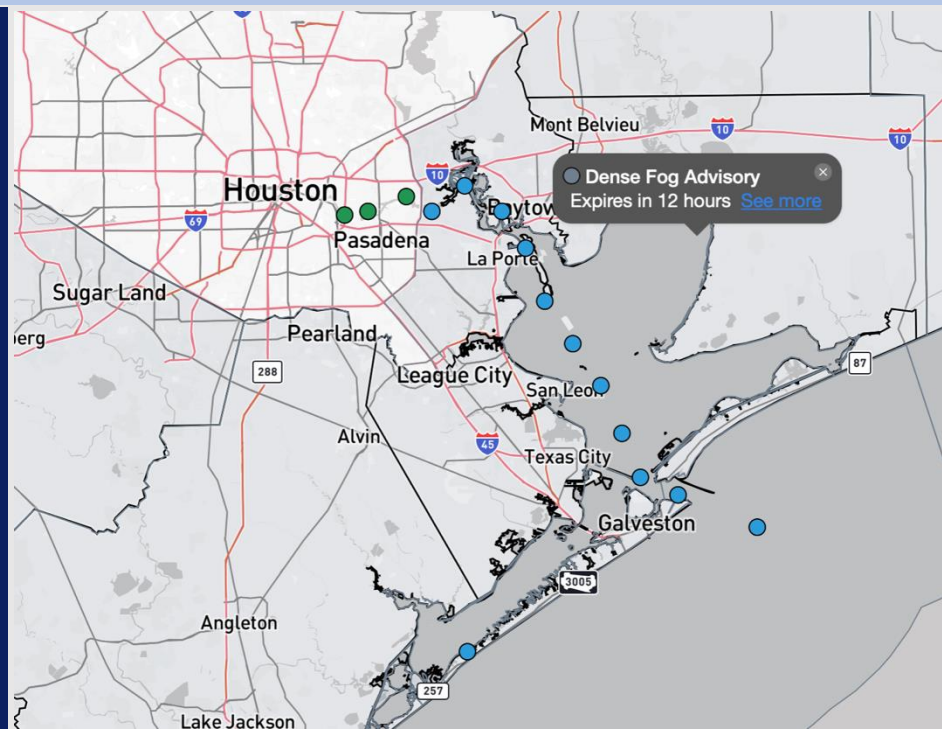 Mont Belvieu
10
10
10
Dense Fog Advisory
Expires in 12 hours See more
Houston
69
Pasadena
La Porte
Sugar Land
Pearland
288
League City
San Leon
87
Alvin
45
Texas City
Galveston
3005
Angleton
257
Lake Jackson